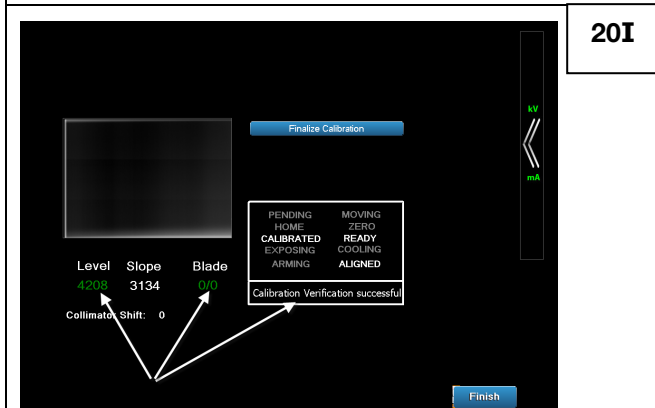 20I
kV
mA
Finalize Calibration
PENDING MOVING
HOME ZERO
CALIBRATED READY
EXPOSING COOLING
ARMING ALIGNED
Calibration Verification successful
Level Slope Blade
4208 3134 0/0
Collimator Shift: 0
Finish